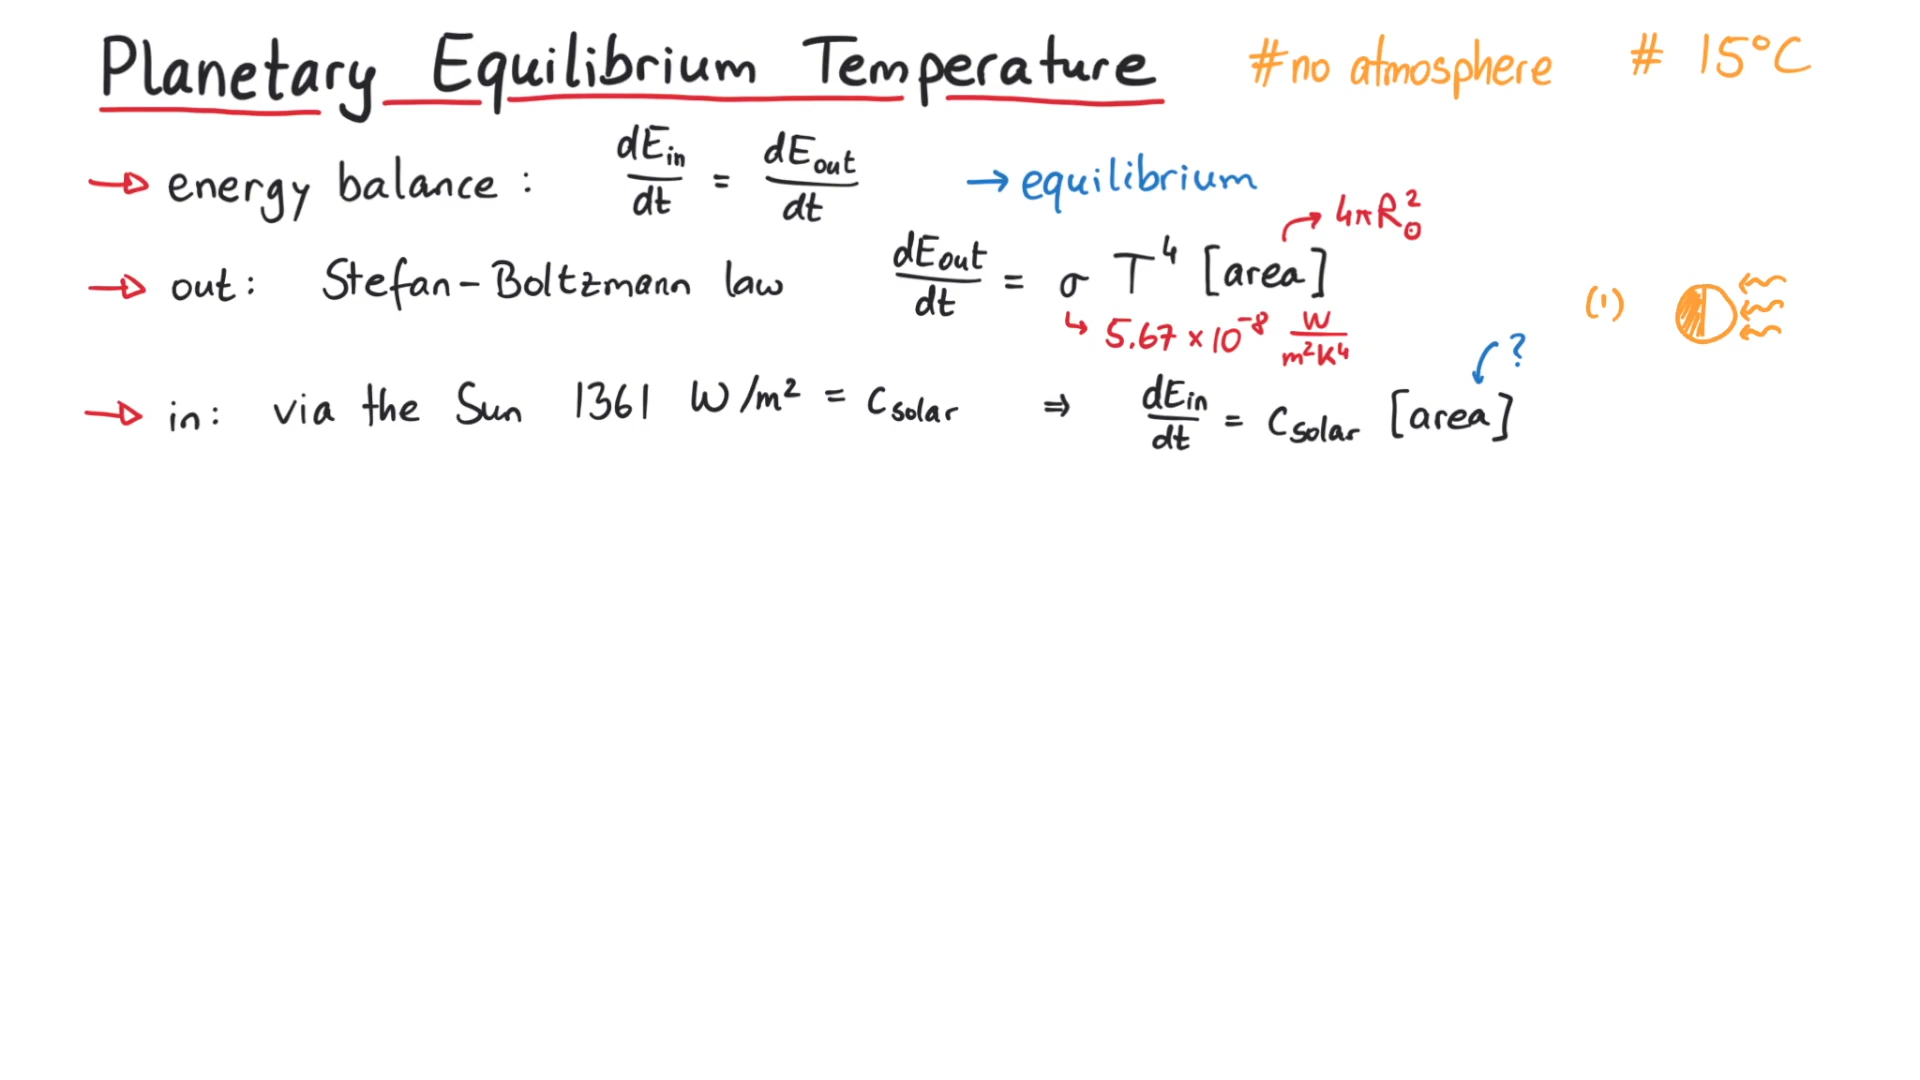 Planetary Equilibrium Temperature #no atmosphere # 15°C
→ energy balance : dE_in/dt = dE_out/dt → equilibrium
→ out: Stefan-Boltzmann law dE_out/dt = σ T⁴ [area] → 4πR₀²
↳ 5.67 × 10⁻⁸ W/m²K⁴
(1)
?
→ in: via the Sun 1361 W/m² = C_solar ⇒ dE_in/dt = C_solar [area]